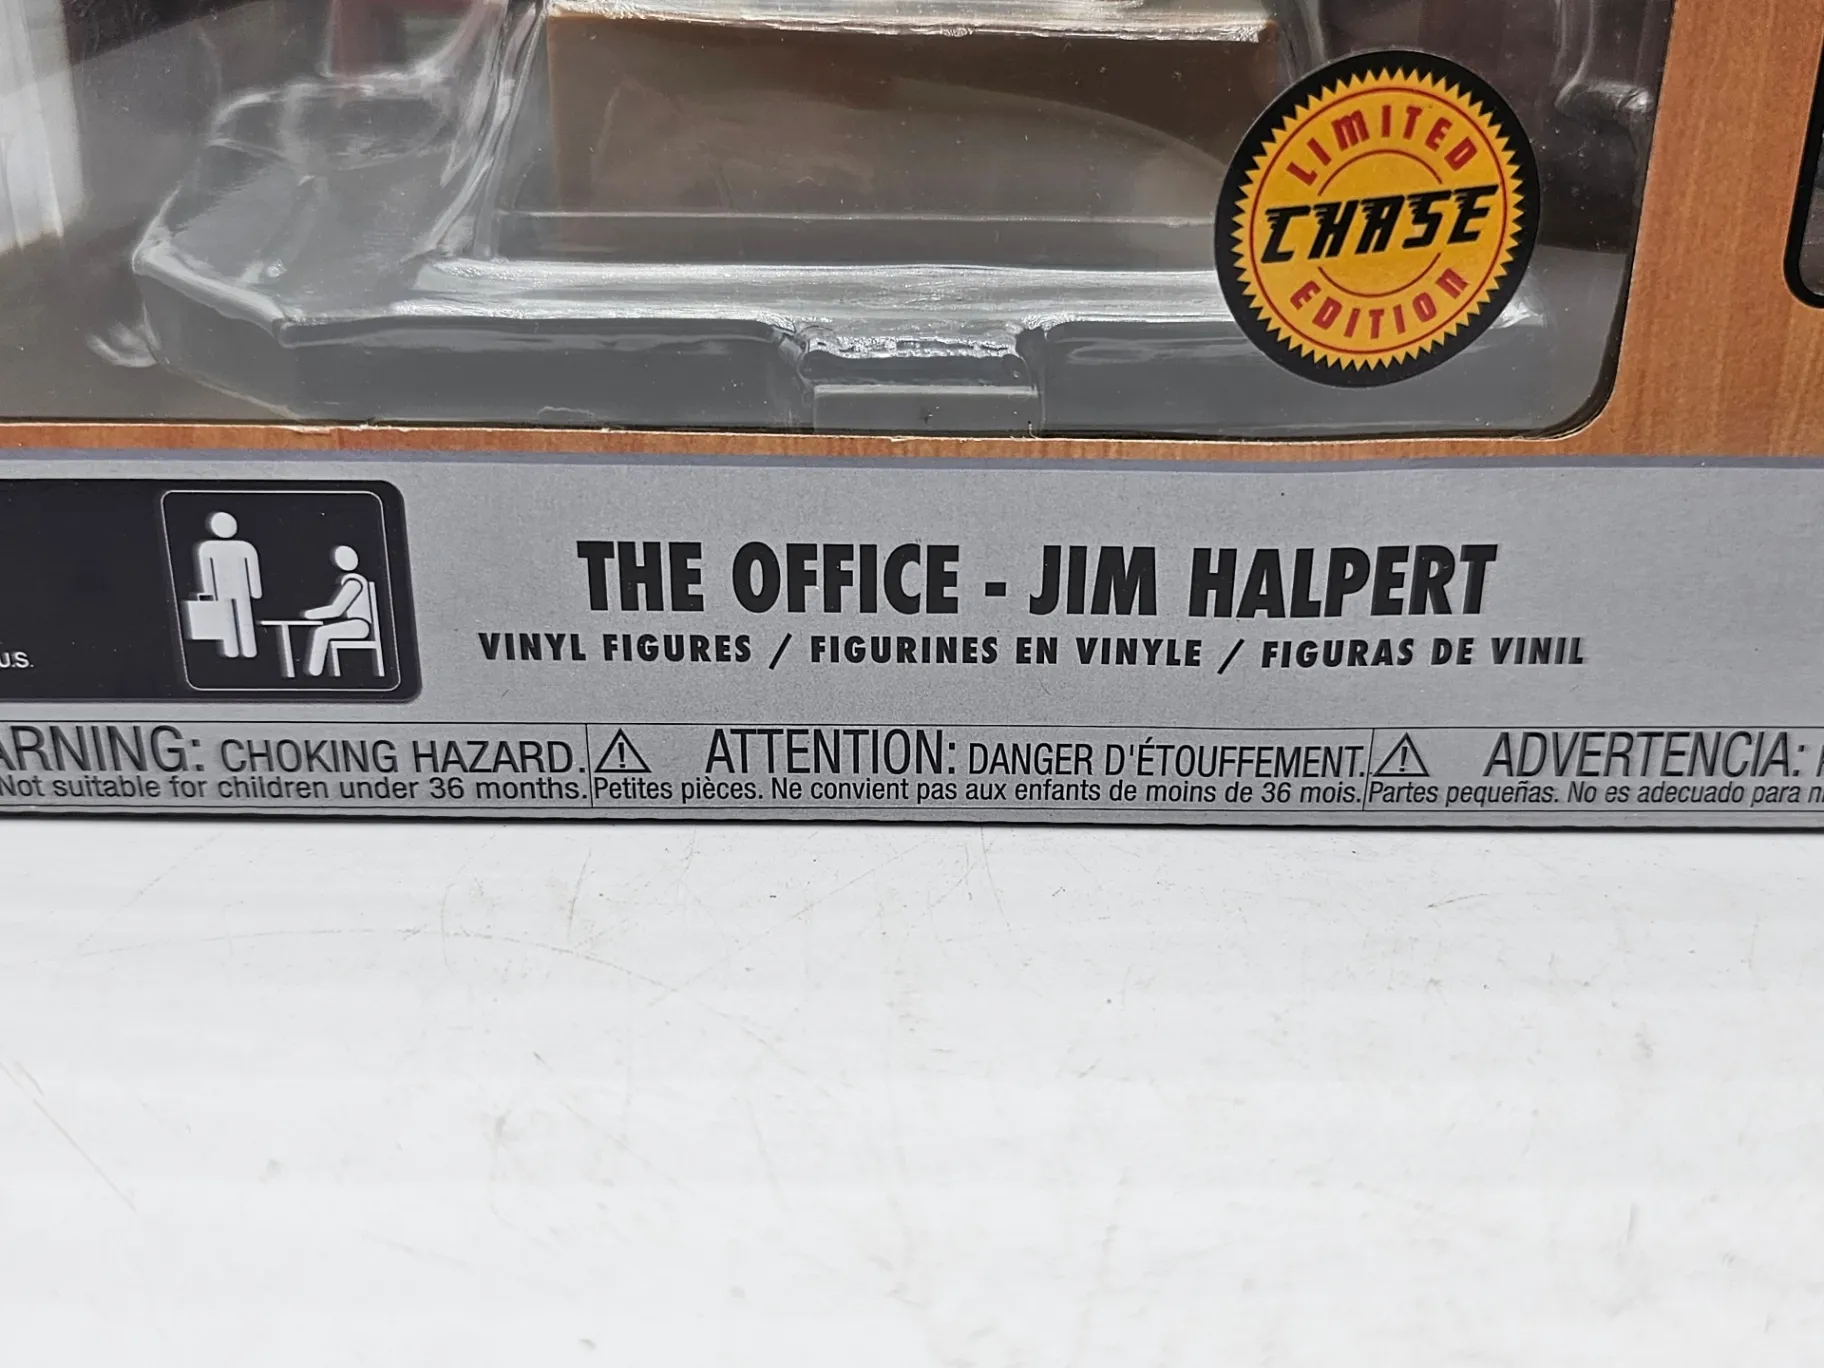 LIMITED
CHASE
EDITION
THE OFFICE - JIM HALPERT
VINYL FIGURES / FIGURINES EN VINYLE / FIGURAS DE VINIL
U.S.
ARNING: CHOKING HAZARD.
Not suitable for children under 36 months.
⚠ ATTENTION: DANGER D'ÉTOUFFEMENT.
Petites pièces. Ne convient pas aux enfants de moins de 36 mois.
⚠ ADVERTENCIA:
Partes pequeñas. No es adecuado para